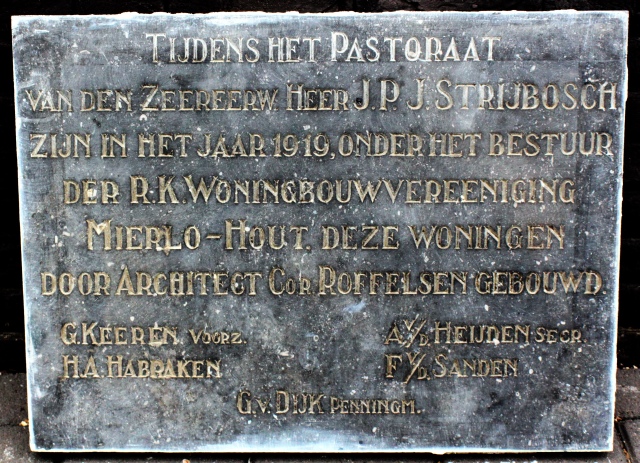 TIJDENS HET PASTORAAT
VAN DEN ZEEREERW. HEER J.P.J. STRIJBOSCH
ZIJN IN HET JAAR 1919, ONDER HET BESTUUR
DER R.K. WONINGBOUWVEREENIGING
MIERLO-HOUT. DEZE WONINGEN
DOOR ARCHITECT COR ROFFELSEN GEBOUWD.
G. KEEREN. VOORZ. A. V/D. HEIJDEN. SECR.
H.A. HABRAKEN F. V/D. SANDEN
G. V. DIJK PENNINGM.